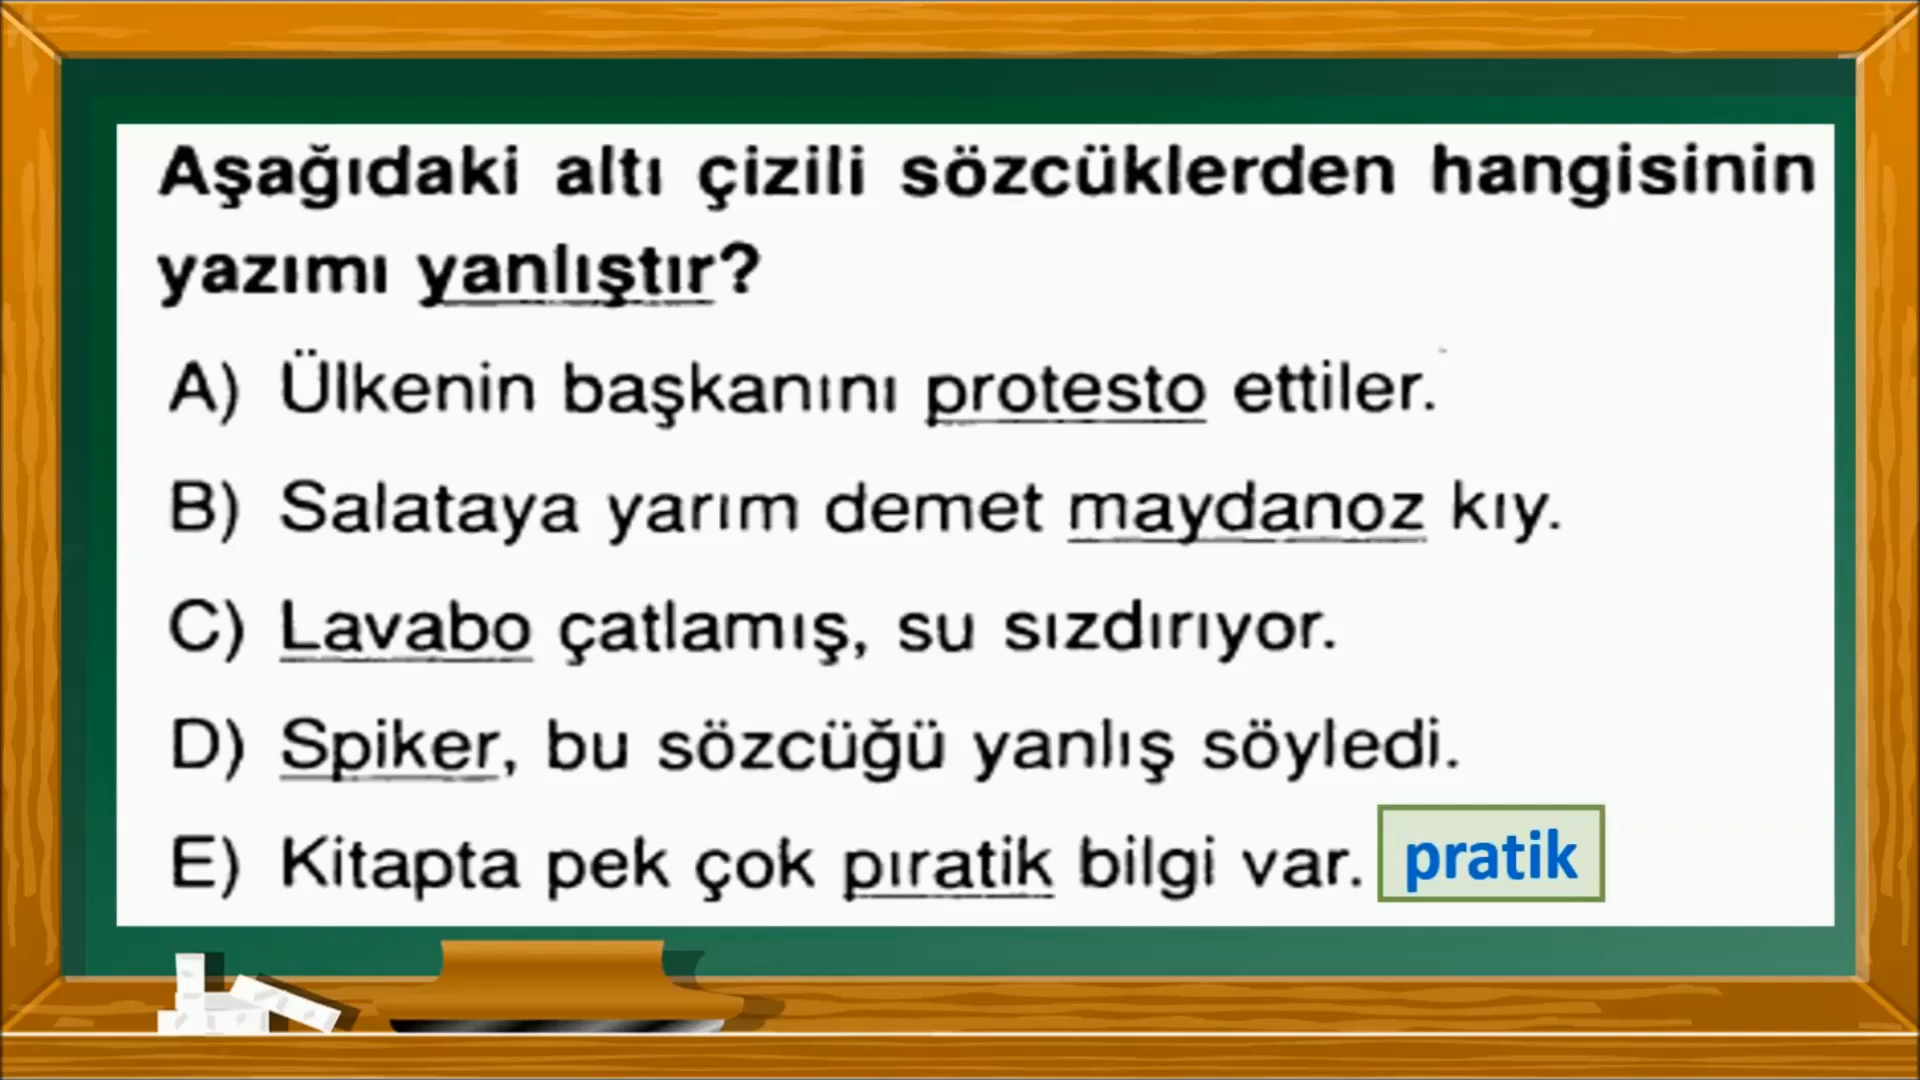 Aşağıdaki altı çizili sözcüklerden hangisinin
yazımı yanlıştır?
A) Ülkenin başkanını protesto ettiler.
B) Salataya yarım demet maydanoz kıy.
C) Lavabo çatlamış, su sızdırıyor.
D) Spiker, bu sözcüğü yanlış söyledi.
E) Kitapta pek çok pıratik bilgi var. pratik